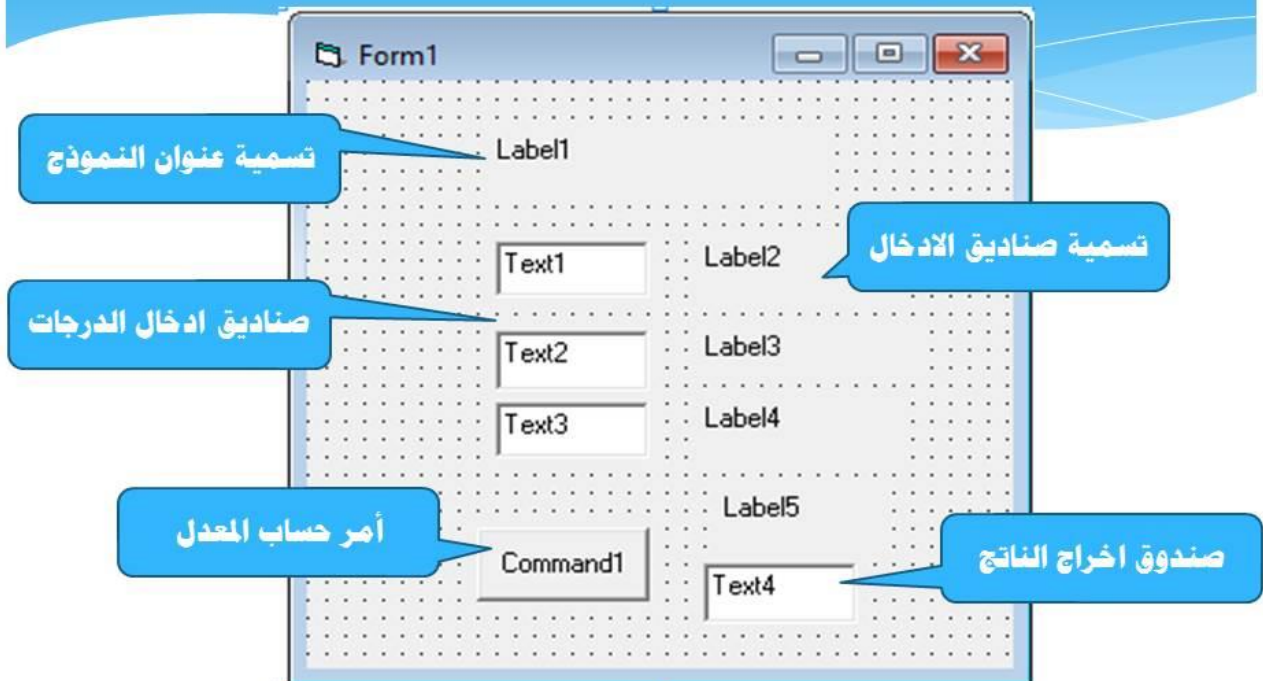 Form1
تسمية عنوان النموذج
Label1
تسمية صناديق الادخال
Text1
Label2
صناديق ادخال الدرجات
Text2
Label3
Text3
Label4
أمر حساب المعدل
Label5
Command1
صندوق اخراج الناتج
Text4